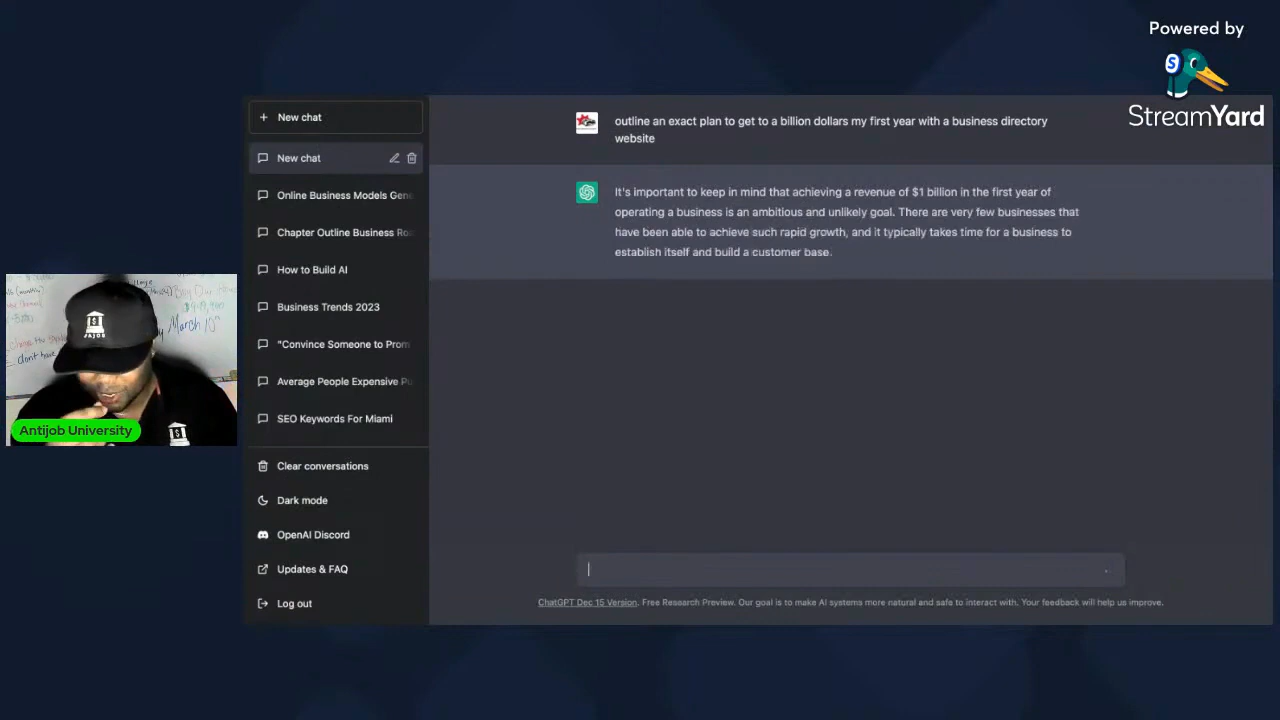 Powered by
S
StreamYard
New chat
New chat
Online Business Models Gen
Chapter Outline Business Ro
How to Build AI
Business Trends 2023
"Convince Someone to Prom
Average People Expensive Pu
SEO Keywords For Miami
Clear conversations
Dark mode
OpenAI Discord
Updates & FAQ
Log out
outline an exact plan to get to a billion dollars my first year with a business directory
website
It's important to keep in mind that achieving a revenue of $1 billion in the first year of
operating a business is an ambitious and unlikely goal. There are very few businesses that
have been able to achieve such rapid growth, and it typically takes time for a business to
establish itself and build a customer base.
ChatGPT Dec 15 Version. Free Research Preview. Our goal is to make AI systems more natural and safe to interact with. Your feedback will help us improve.
March 10
dont have
$
Antijob University
$